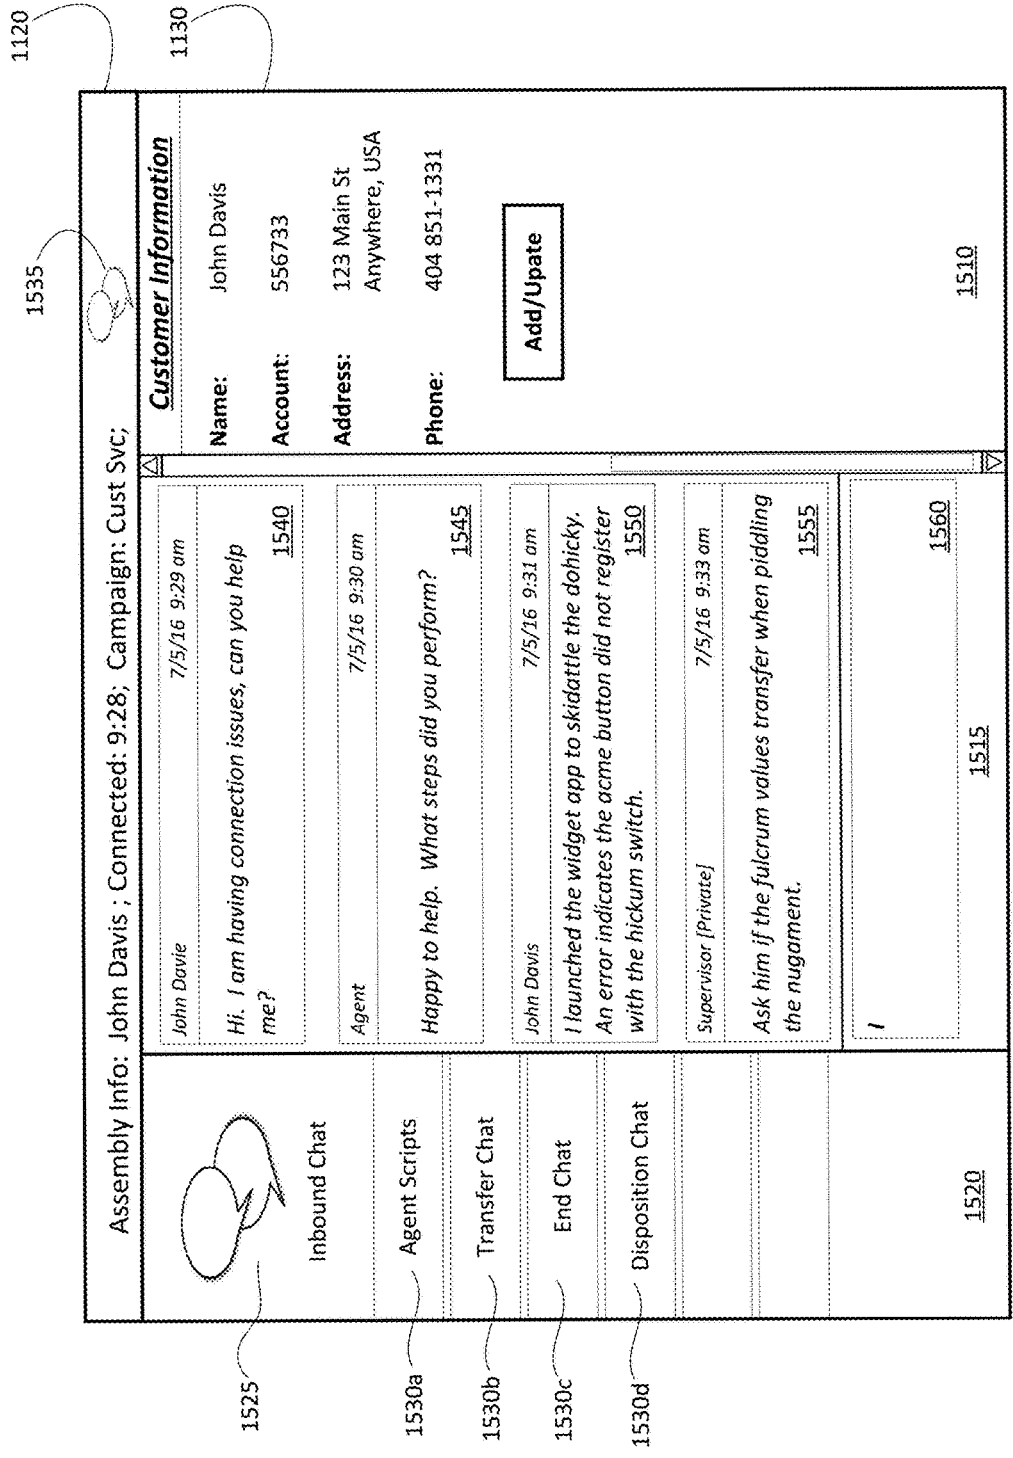 1120
1130
1535
Assembly Info:  John Davis ; Connected: 9:28;  Campaign: Cust Svc;
1525
Inbound Chat
1530a
Agent Scripts
1530b
Transfer Chat
1530c
End Chat
1530d
Disposition Chat
1520
John Davie 7/5/16  9:29 am
Hi.  I am having connection issues, can you help
me?
1540
Agent 7/5/16  9:30 am
Happy to help.  What steps did you perform?
1545
John Davis 7/5/16  9:31 am
I launched the widget app to skidattle the dohicky.
An error indicates the acme button did not register
with the hickum switch.
1550
Supervisor [Private] 7/5/16  9:33 am
Ask him if the fulcrum values transfer when piddling
the nugament.
1555
I
1560
1515
Customer Information
Name: John Davis
Account: 556733
Address: 123 Main St
Anywhere, USA
Phone: 404 851-1331
Add/Upate
1510